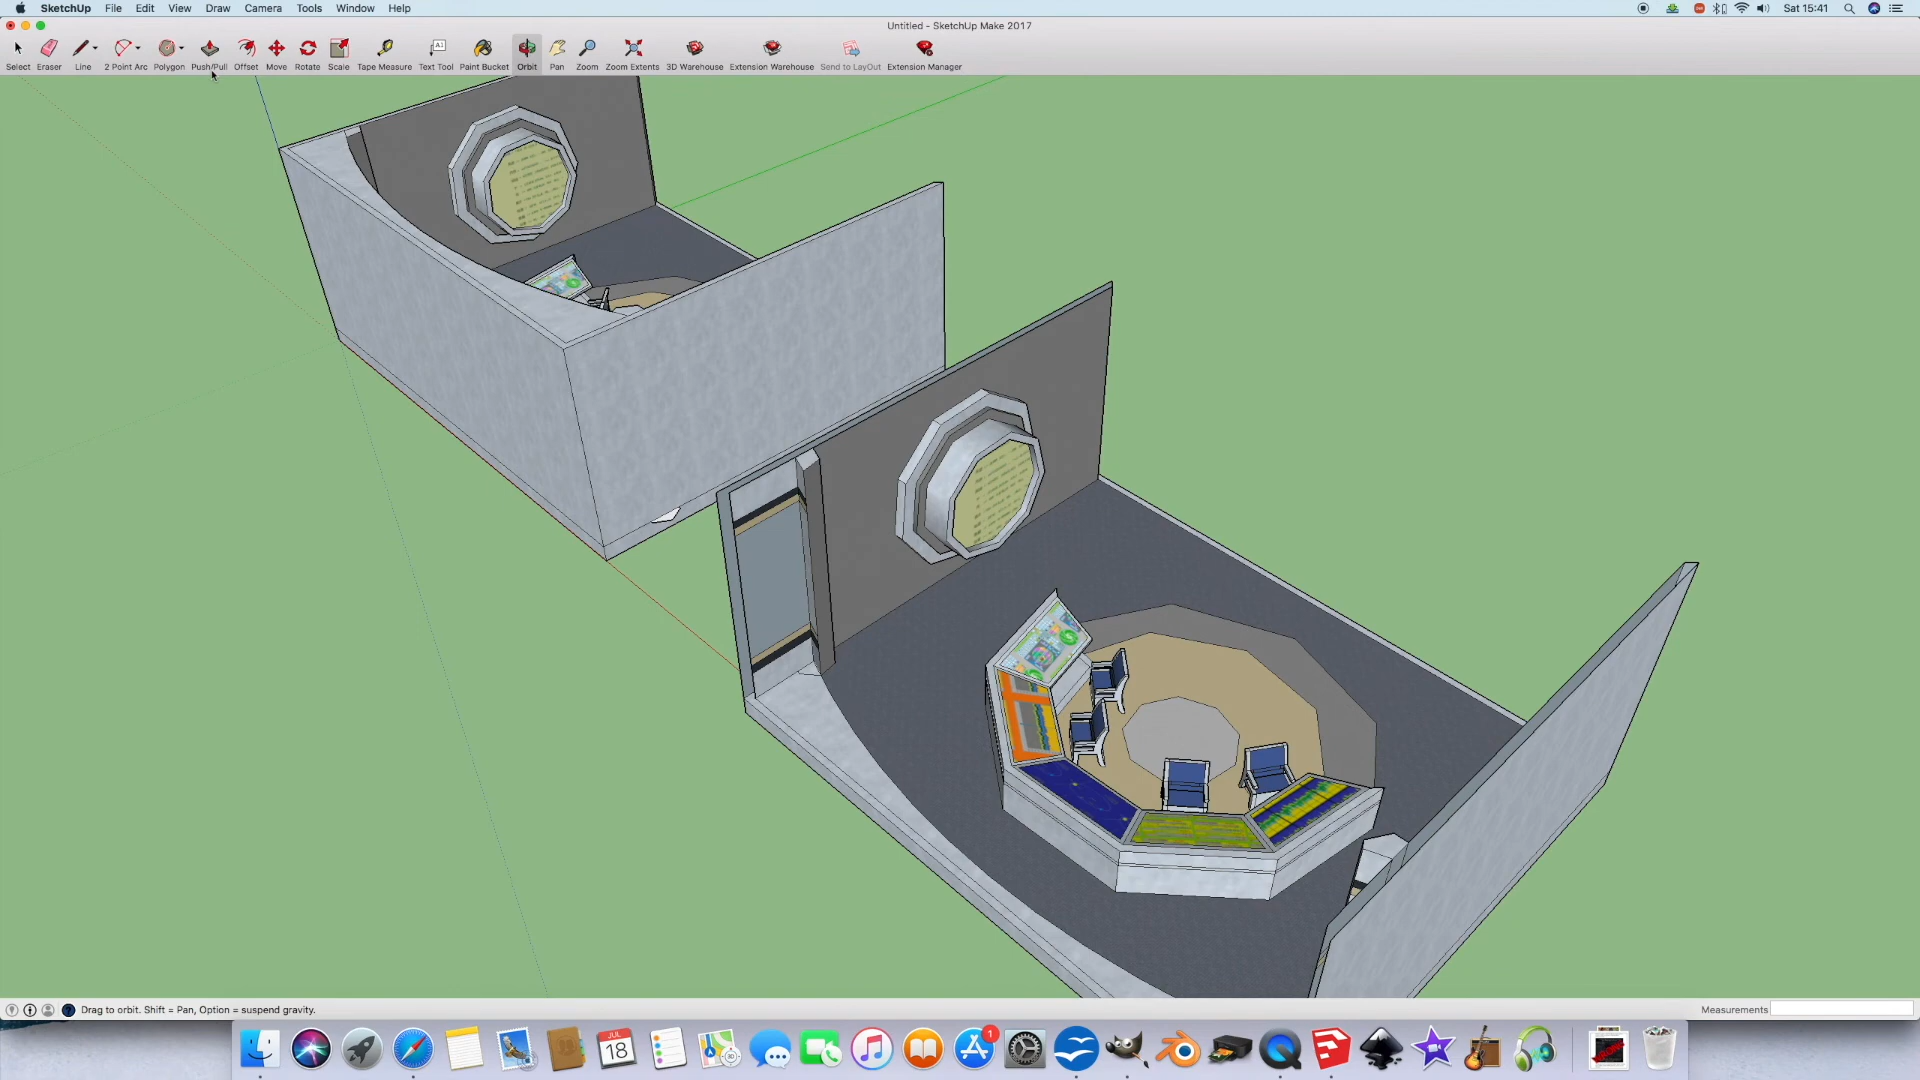 SketchUp File Edit View Draw Camera Tools Window Help
Sat 15:41
Untitled - SketchUp Make 2017
Select Eraser Line 2 Point Arc Polygon Push/Pull Offset Move Rotate Scale Tape Measure Text Tool Paint Bucket Orbit Pan Zoom Zoom Extents 3D Warehouse Extension Warehouse Send to LayOut Extension Manager
Drag to orbit. Shift = Pan, Option = suspend gravity.
Measurements
JUL
18
1